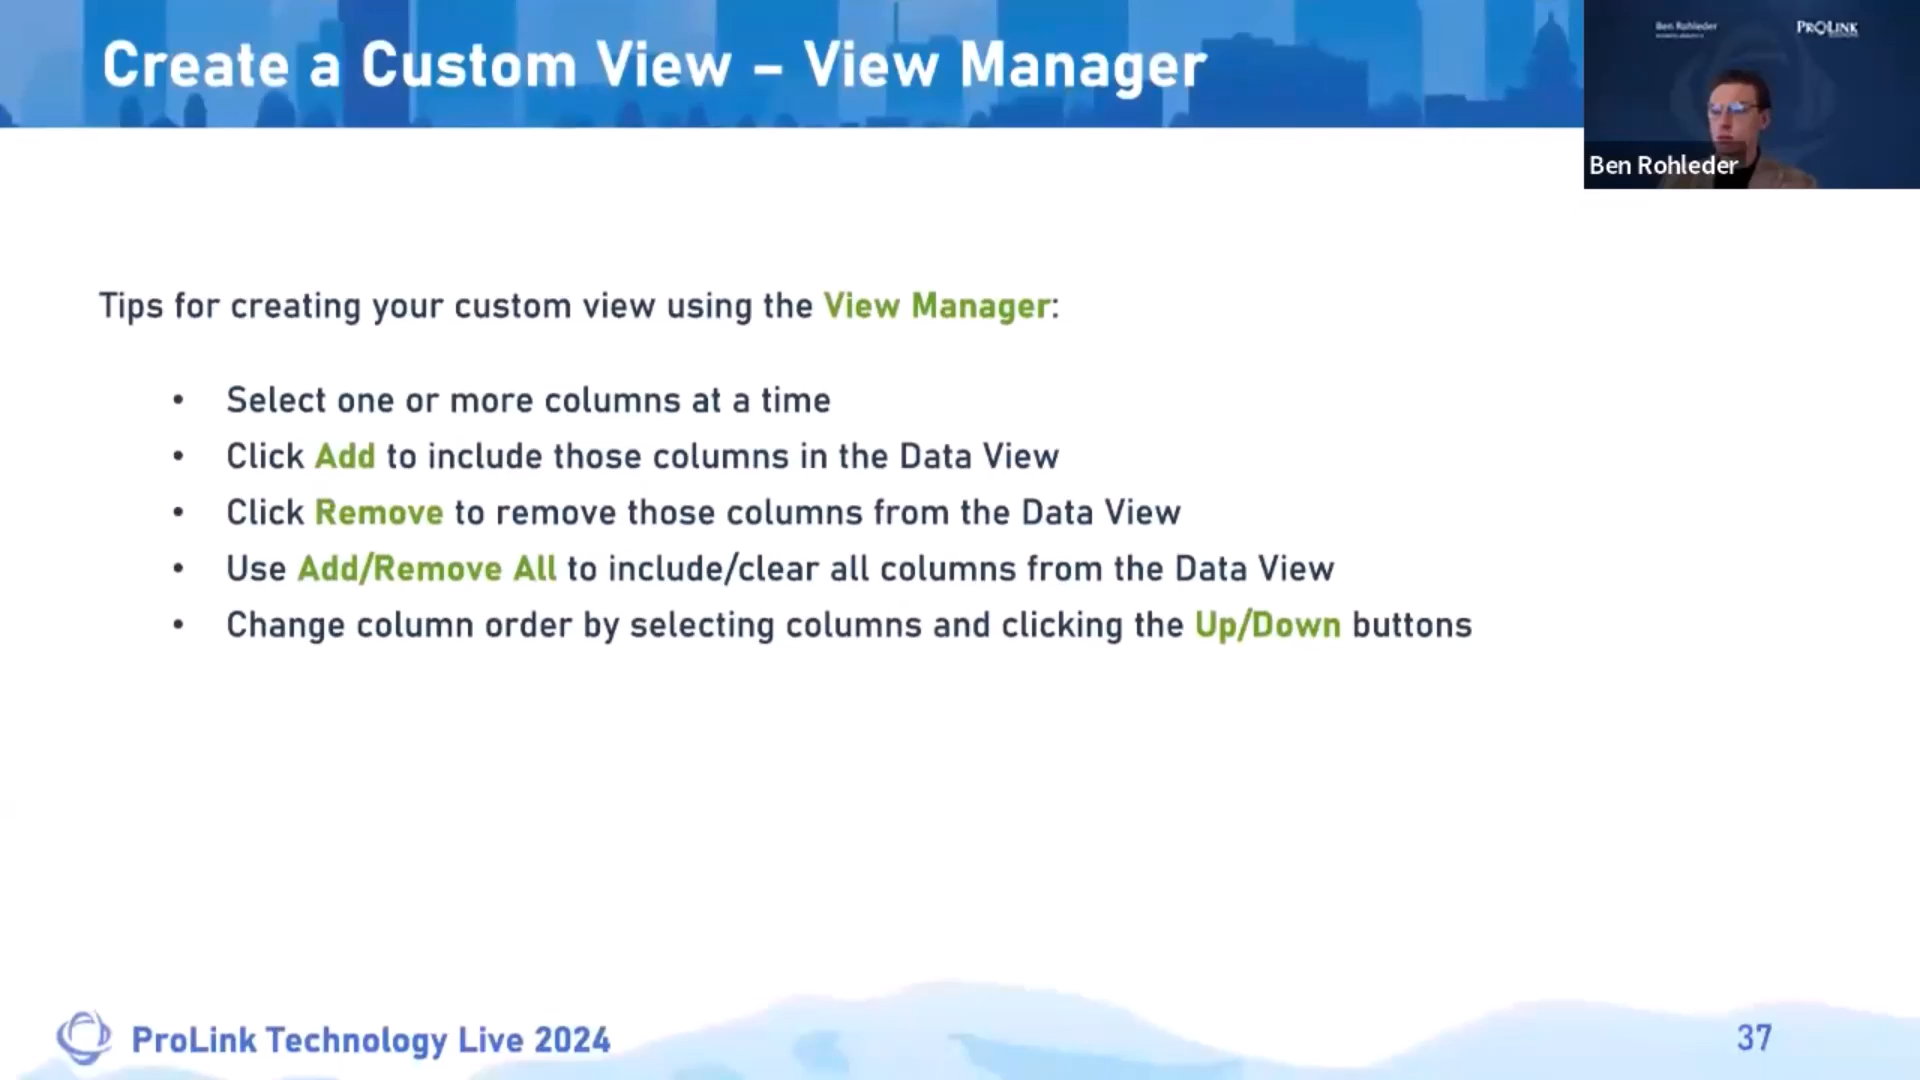 Create a Custom View – View Manager
Ben Rohleder
PROLINK
Ben Rohleder
Tips for creating your custom view using the View Manager:
• Select one or more columns at a time
• Click Add to include those columns in the Data View
• Click Remove to remove those columns from the Data View
• Use Add/Remove All to include/clear all columns from the Data View
• Change column order by selecting columns and clicking the Up/Down buttons
ProLink Technology Live 2024
37